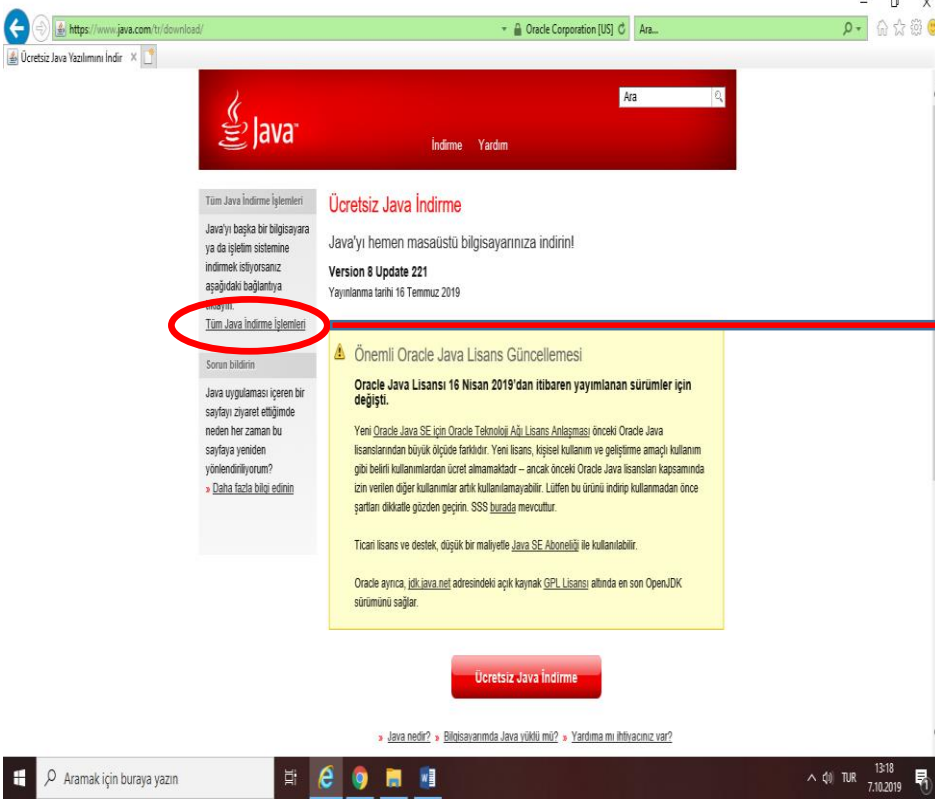 https://www.java.com/tr/download/
Oracle Corporation [US]
Ara...
Ücretsiz Java Yazılımını İndir
Java
Ara
İndirme Yardım
Tüm Java İndirme İşlemleri
Java'yı başka bir bilgisayara
ya da işletim sistemine
indirmek istiyorsanız
aşağıdaki bağlantıya
tıklayın.
Tüm Java İndirme İşlemleri
Sorun bildirin
Java uygulaması içeren bir
sayfayı ziyaret ettiğimde
neden her zaman bu
sayfaya yeniden
yönlendiriliyorum?
» Daha fazla bilgi edinin
Ücretsiz Java İndirme
Java'yı hemen masaüstü bilgisayarınıza indirin!
Version 8 Update 221
Yayınlanma tarihi 16 Temmuz 2019
Önemli Oracle Java Lisans Güncellemesi
Oracle Java Lisansı 16 Nisan 2019'dan itibaren yayımlanan sürümler için
değişti.
Yeni Oracle Java SE için Oracle Teknoloji Ağı Lisans Anlaşması önceki Oracle Java
lisanslarından büyük ölçüde farklıdır. Yeni lisans, kişisel kullanım ve geliştirme amaçlı kullanım
gibi belirli kullanımlardan ücret almamaktadr – ancak önceki Oracle Java lisansları kapsamında
izin verilen diğer kullanımlar artık kullanılamayabilir. Lütfen bu ürünü indirip kullanmadan önce
şartları dikkatle gözden geçirin. SSS burada mevcuttur.
Ticari lisans ve destek, düşük bir maliyetle Java SE Aboneliği ile kullanılabilir.
Oracle ayrıca, jdk.java.net adresindeki açık kaynak GPL Lisansı altında en son OpenJDK
sürümünü sağlar.
Ücretsiz Java İndirme
» Java nedir? » Bilgisayarımda Java yüklü mü? » Yardıma mı ihtiyacınız var?
Aramak için buraya yazın
TUR
13:18
7.10.2019